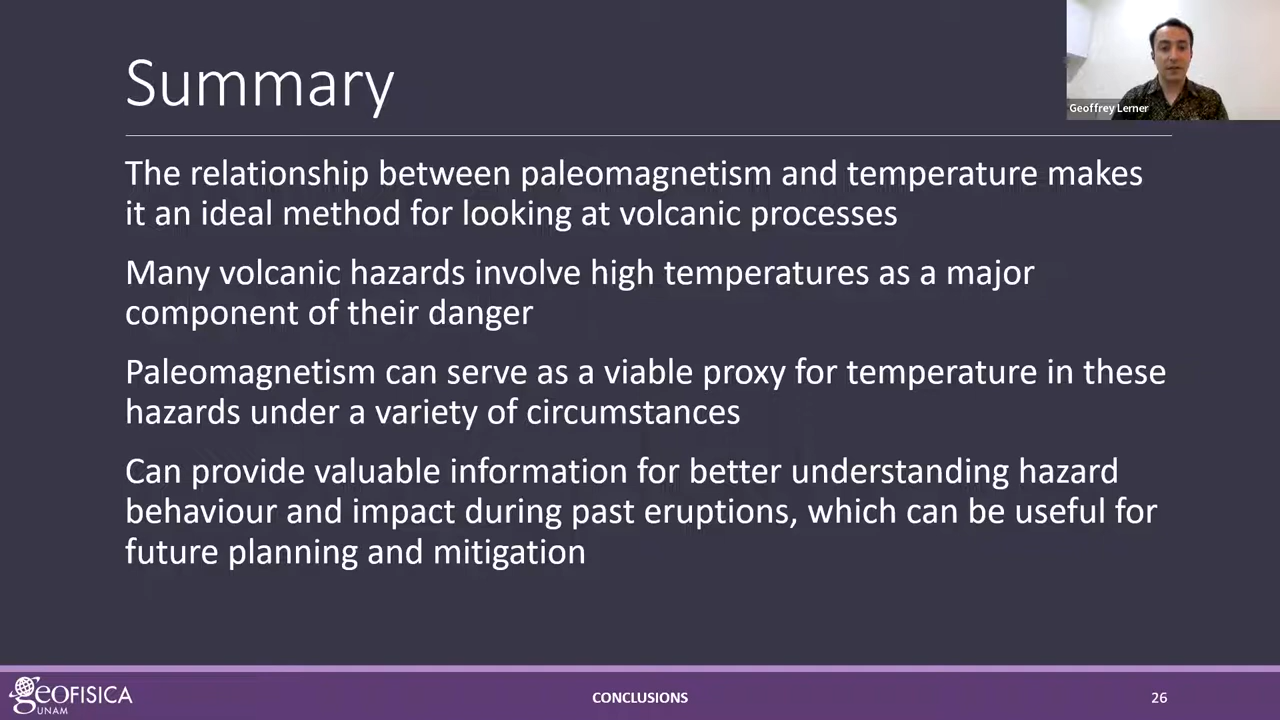 Summary
Geoffrey Lerner
The relationship between paleomagnetism and temperature makes
it an ideal method for looking at volcanic processes
Many volcanic hazards involve high temperatures as a major
component of their danger
Paleomagnetism can serve as a viable proxy for temperature in these
hazards under a variety of circumstances
Can provide valuable information for better understanding hazard
behaviour and impact during past eruptions, which can be useful for
future planning and mitigation
GEOFISICA
UNAM
CONCLUSIONS
26